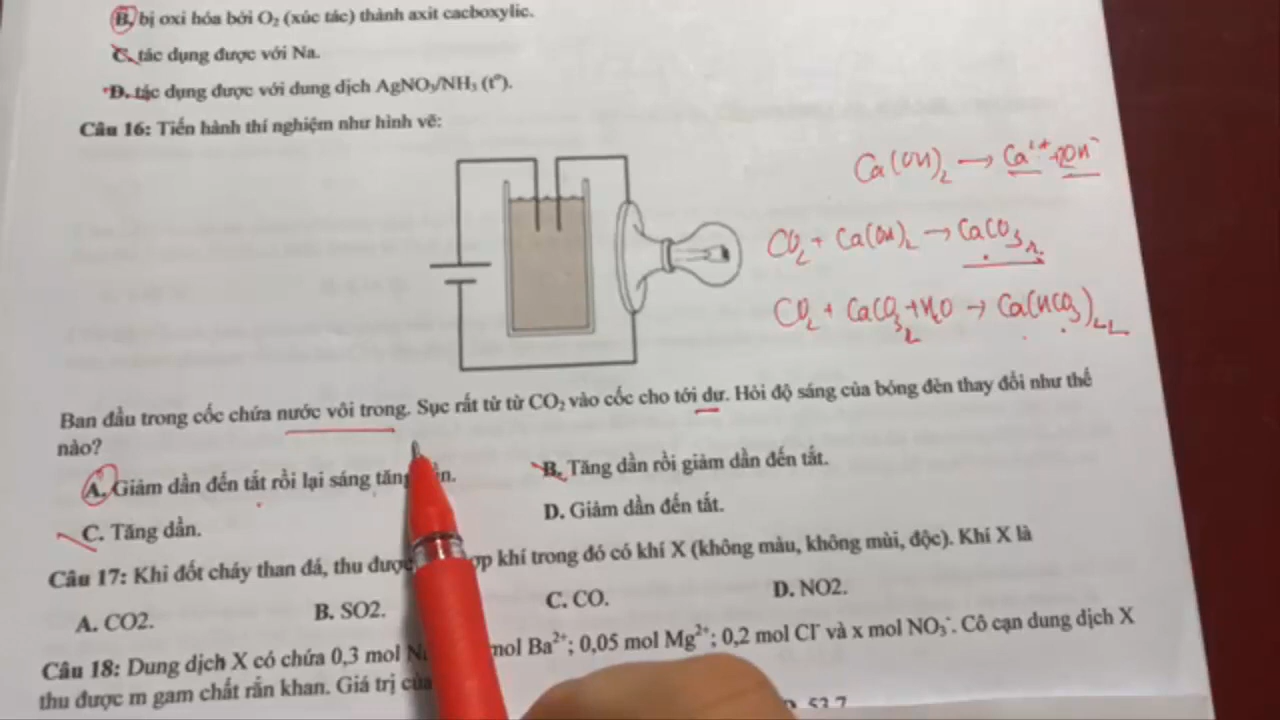 B. bị oxi hóa bởi O₂ (xúc tác) thành axit cacboxylic.
C. tác dụng được với Na.
D. tác dụng được với dung dịch AgNO₃/NH₃ (tº).
Câu 16: Tiến hành thí nghiệm như hình vẽ:
Ca(OH)₂ → Ca²⁺ + 2OH⁻
CO₂ + Ca(OH)₂ → CaCO₃
CO₂ + CaCO₃ + H₂O → Ca(HCO₃)₂
Ban đầu trong cốc chứa nước vôi trong. Sục rất từ từ CO₂ vào cốc cho tới dư. Hỏi độ sáng của bóng đèn thay đổi như thế
nào?
A. Giảm dần đến tắt rồi lại sáng tăng
B. Tăng dần rồi giảm dần đến tắt.
C. Tăng dần.
D. Giảm dần đến tắt.
Câu 17: Khi đốt cháy than đá, thu được khí trong đó có khí X (không màu, không mùi, độc). Khí X là
A. CO2.
B. SO2.
C. CO.
D. NO2.
Câu 18: Dung dịch X có chứa 0,3 mol mol Ba²⁺; 0,05 mol Mg²⁺; 0,2 mol Cl⁻ và x mol NO₃⁻. Cô cạn dung dịch X
thu được m gam chất rắn khan. Giá trị
53,7